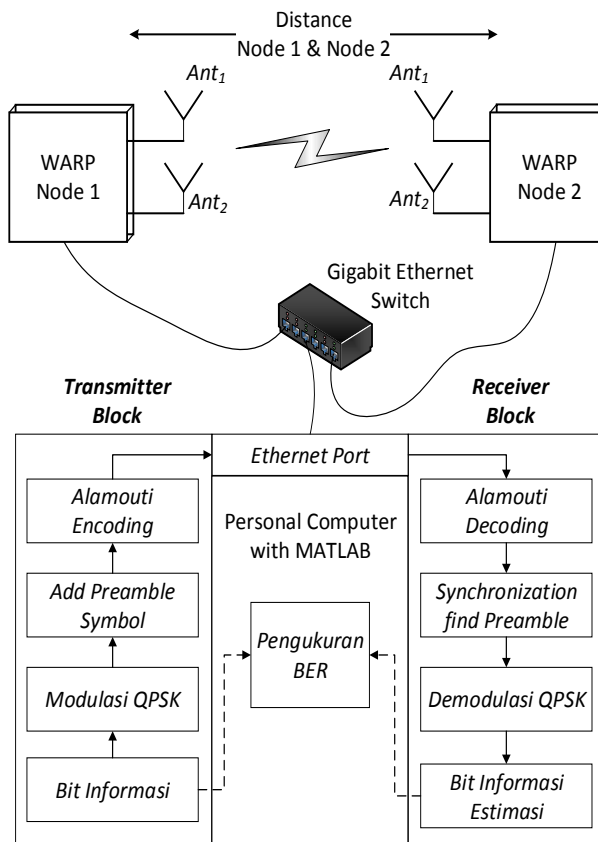 Distance
Node 1 & Node 2
Ant1
Ant1
WARP
Node 1
WARP
Node 2
Ant2
Ant2
Gigabit Ethernet
Switch
Transmitter
Block
Receiver
Block
Ethernet Port
Alamouti
Encoding
Add Preamble
Symbol
Modulasi QPSK
Bit Informasi
Personal Computer
with MATLAB
Pengukuran
BER
Alamouti
Decoding
Synchronization
find Preamble
Demodulasi QPSK
Bit Informasi
Estimasi